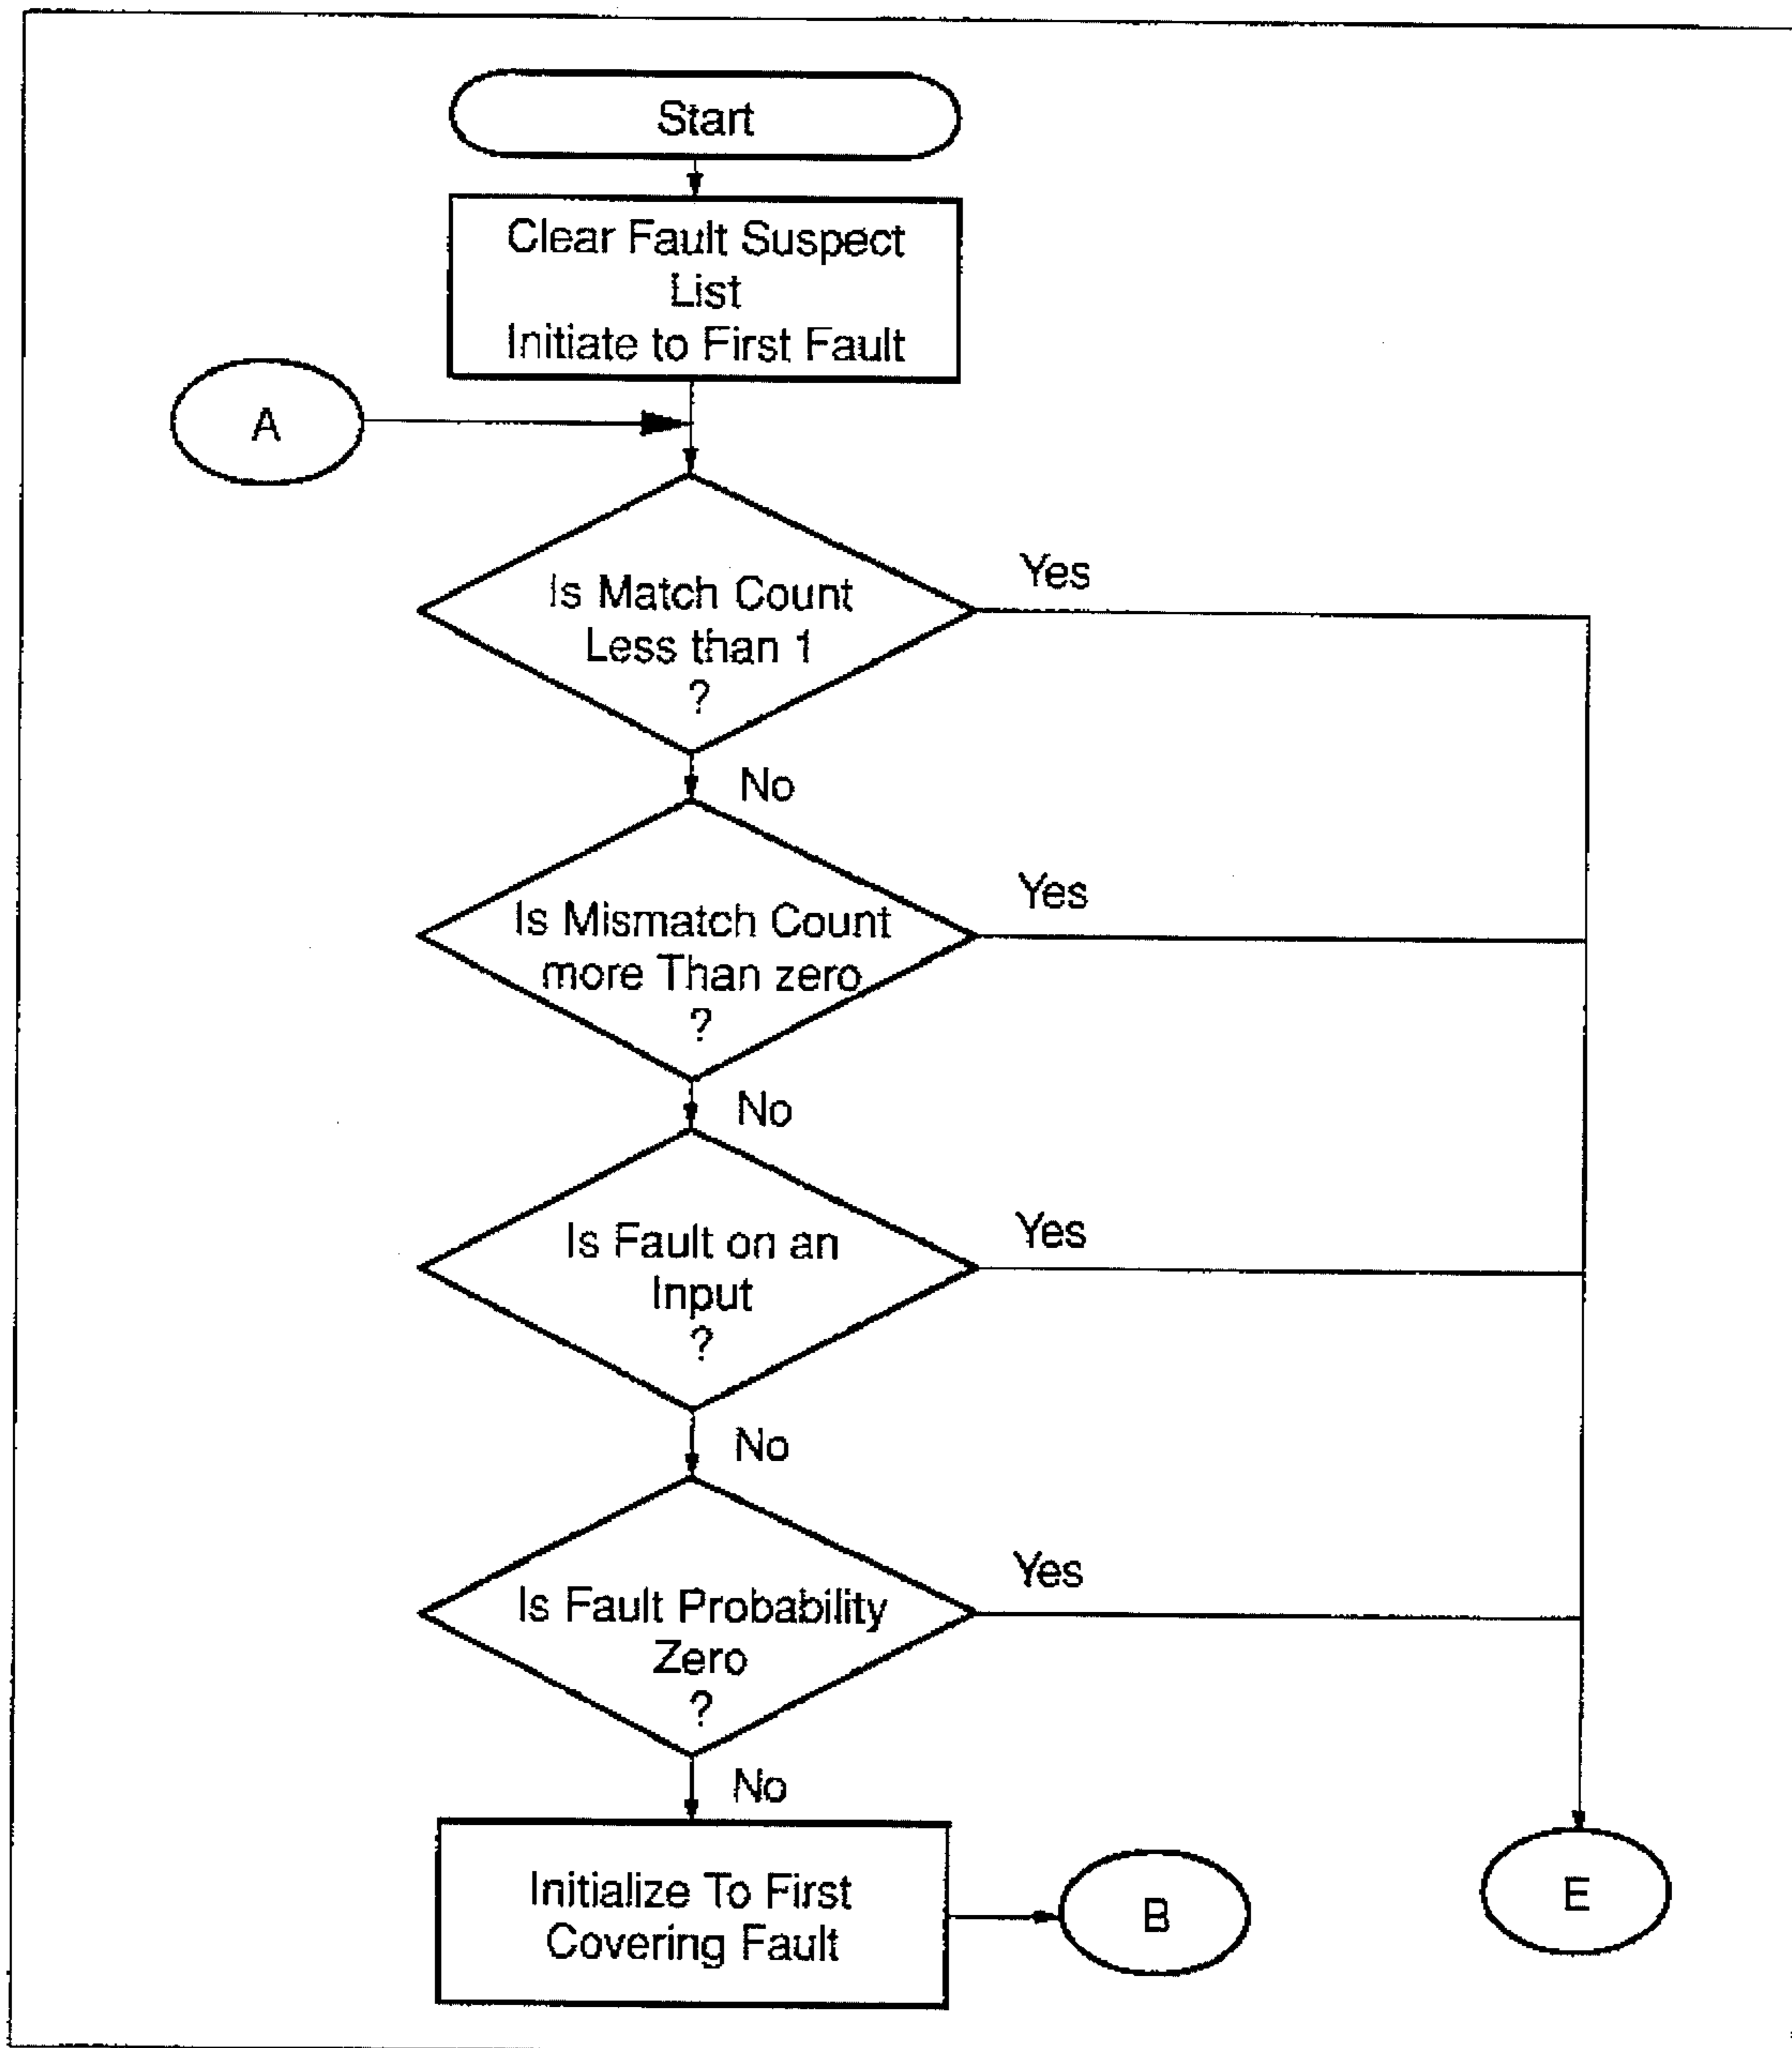 Start
Clear Fault Suspect
List
Initiate to First Fault
A
Is Match Count
Less than 1
?
Yes
No
Is Mismatch Count
more Than zero
?
Yes
No
Is Fault on an
Input
?
Yes
No
Is Fault Probability
Zero
?
Yes
No
Initialize To First
Covering Fault
B
E